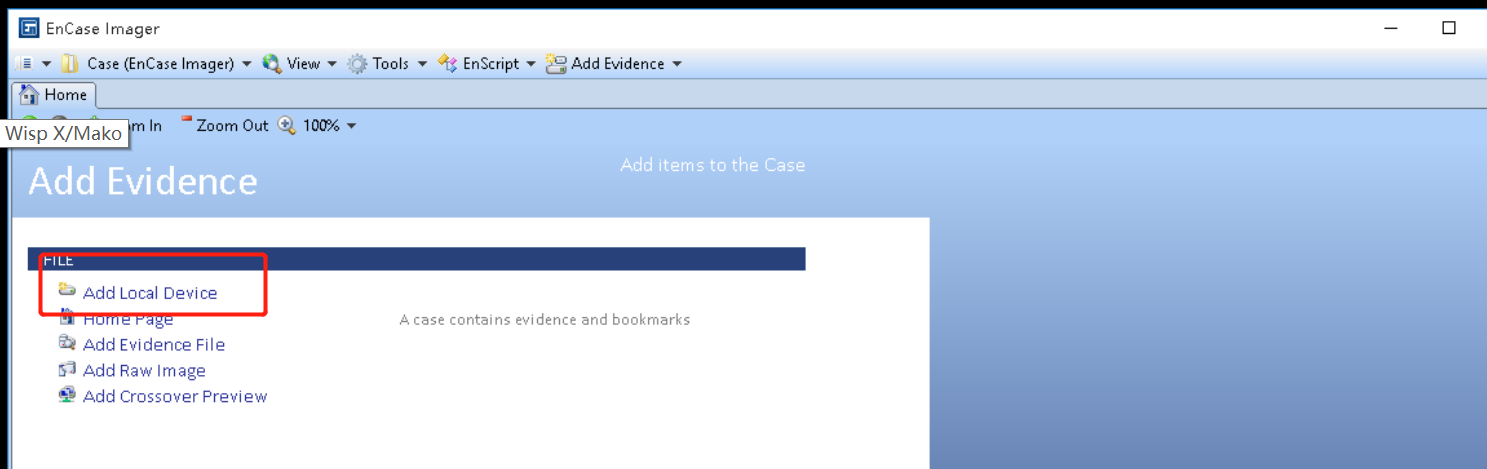 EnCase Imager
Case (EnCase Imager) View Tools EnScript Add Evidence
Home
Wisp X/Mako
In Zoom Out 100%
Add Evidence
Add items to the Case
FILE
Add Local Device
Home Page
A case contains evidence and bookmarks
Add Evidence File
Add Raw Image
Add Crossover Preview